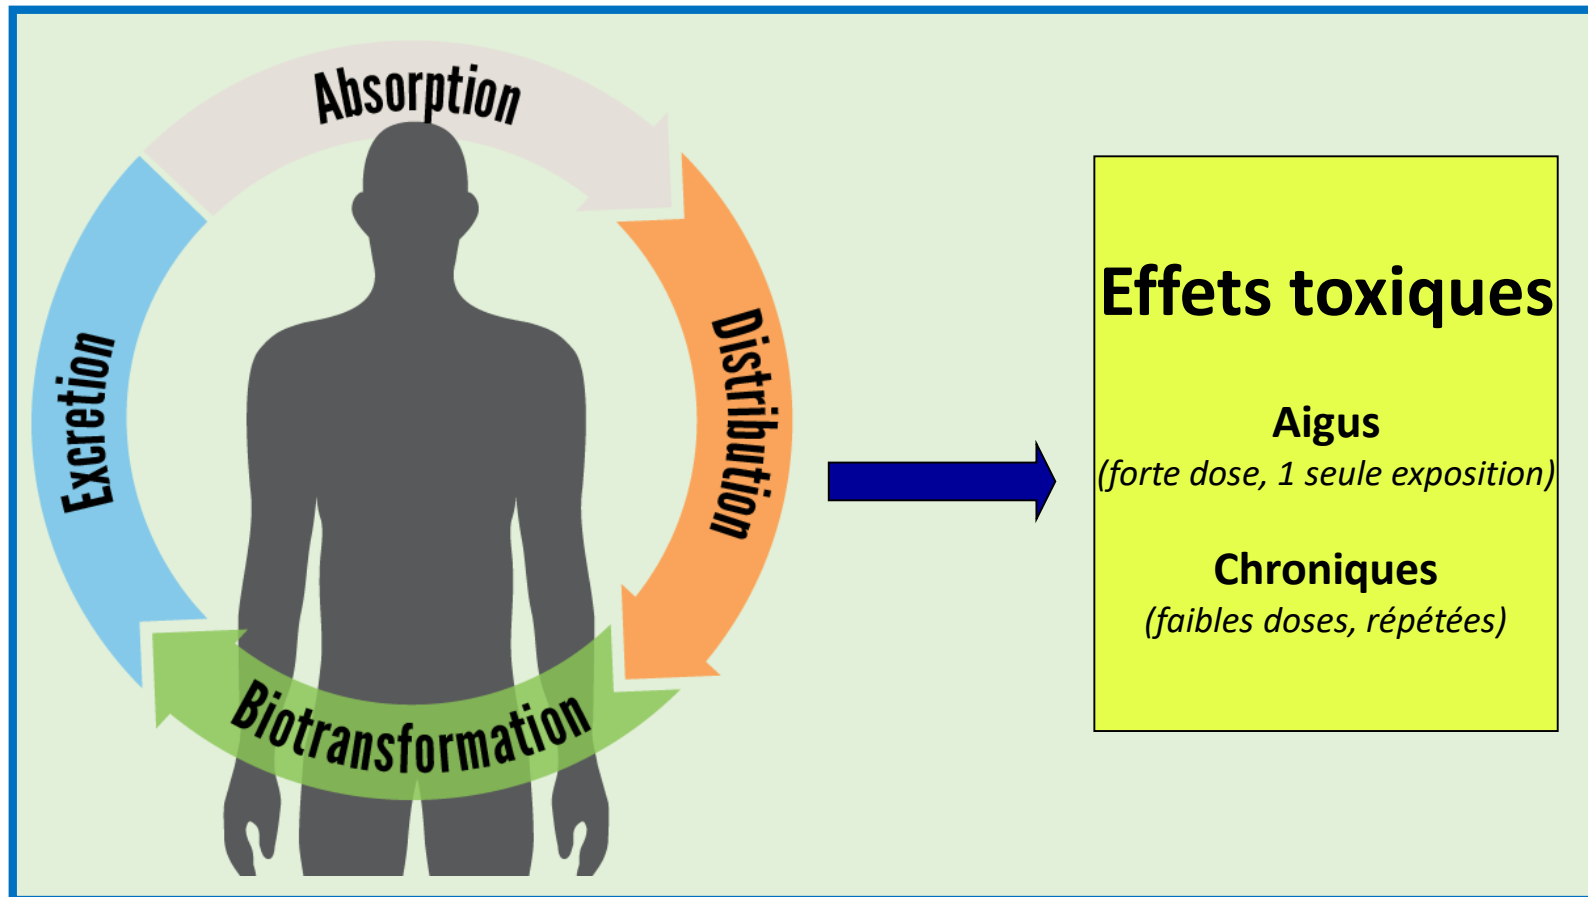 Absorption
Distribution
Biotransformation
Excretion
Effets toxiques
Aigus
(forte dose, 1 seule exposition)
Chroniques
(faibles doses, répétées)